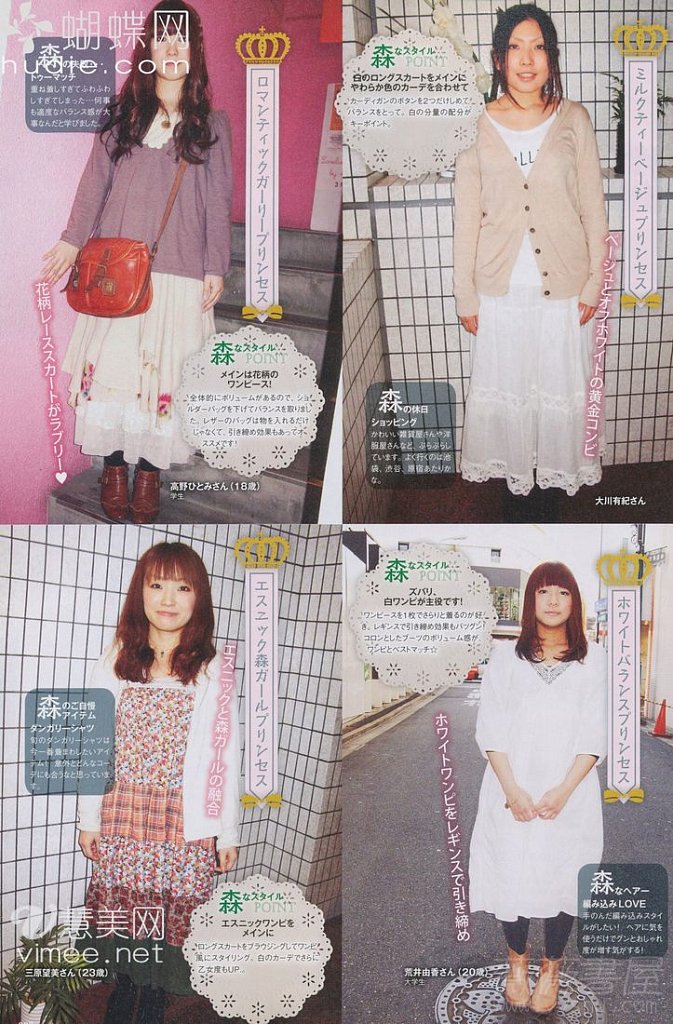 蝴蝶网
hudie.com
森の失敗…
トゥーマッチ
重ね着しすぎてふわふわ
しすぎてしまった…何事
も適度なバランス感が大
事なんだと学びました。
ロマンティックガーリープリンセス
花柄レーススカートがラブリー♥
森なスタイル
POINT
メインは花柄の
ワンピース!
全体的にボリュームがあるので、ショ
ルダーバッグを下げてバランスを取りまし
た。レザーのバッグは物を入れるだけ
じゃなくて、引き締め効果もあってオ
ススメです!
高野ひとみさん(18歳)
学生
森なスタイル
POINT
白のロングスカートをメインに
やわらか色のカーデを合わせて
カーディガンのボタンを2つだけしめて
バランスをとって。白の分量の配分が
キーポイント。
ミルクティーベージュプリンセス
ベージュとオフホワイトの黄金コンビ
森の休日
ショッピング
かわいい雑貨屋さんや洋
服屋さんなど、ぶらぶらし
ています。よく行くのは池
袋、渋谷、原宿あたりか
な。
大川有紀さん
エスニック森ガールプリンセス
エスニックと森ガールの融合
森のご自慢
アイテム
ダンガリーシャツ
旬のダンガリーシャツは
今一番着まわしたいアイ
テム! 意外とどんなコー
デにも合うなと思っていま
す。
森なスタイル
POINT
エスニックワンピを
メインに
ロングスカートをブラウジングしてワンピ
風にスタイリング。白のカーデでさらに
乙女度もUP。
慧美网
vimee.net
三原望美さん(23歳)
森なスタイル
POINT
ズバリ、
白ワンピが主役です!
ワンピースを1枚でさらりと着るのが好
き。レギンスで引き締め効果もバツグン♪
コロンとしたブーツのボリューム感が、
ワンピとベストマッチ☆
ホワイトバランスプリンセス
ホワイトワンピをレギンスで引き締め
森なヘアー
編み込みLOVE
手のんだ編み込みスタイ
ルがしたい! ヘアに気を
使うだけでグンとおしゃれ
度が増す気がする!
荒井由香さん(20歳)
大学生